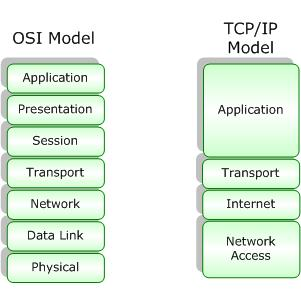 OSI Model
Application
Presentation
Session
Transport
Network
Data Link
Physical
TCP/IP
Model
Application
Transport
Internet
Network
Access